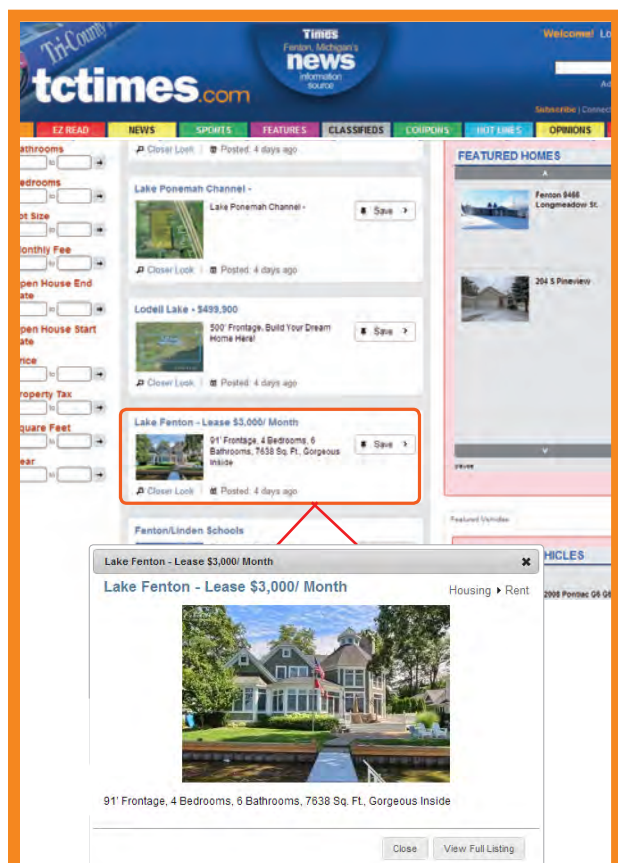 Tri-County
Times
Fenton, Michigan's
news
information
source
Welcome! Lo
tctimes.com
Ad
Subscribe | Connect
EZ READ NEWS SPORTS FEATURES CLASSIFIEDS COUPONS HOT LINES OPINIONS
athrooms
to
edrooms
to
ot Size
to
onthly Fee
to
pen House End
ate
to
pen House Start
ate
rice
to
roperty Tax
to
quare Feet
to
ear
to
Closer Look | Posted: 4 days ago
Lake Ponemah Channel -
Lake Ponemah Channel -
Save >
Closer Look | Posted: 4 days ago
Lodell Lake - $499,900
500' Frontage, Build Your Dream
Home Here!
Save >
Closer Look | Posted: 4 days ago
Lake Fenton - Lease $3,000/ Month
91' Frontage, 4 Bedrooms, 6
Bathrooms, 7638 Sq. Ft., Gorgeous
Inside
Save >
Closer Look | Posted: 4 days ago
Fenton/Linden Schools
FEATURED HOMES
Fenton 9466
Longmeadow St.
204 S Pineview
pause
Featured Vehicles
HICLES
2008 Pontiac G6 G6
Lake Fenton - Lease $3,000/ Month
Lake Fenton - Lease $3,000/ Month
Housing ▸ Rent
91' Frontage, 4 Bedrooms, 6 Bathrooms, 7638 Sq. Ft., Gorgeous Inside
Close View Full Listing